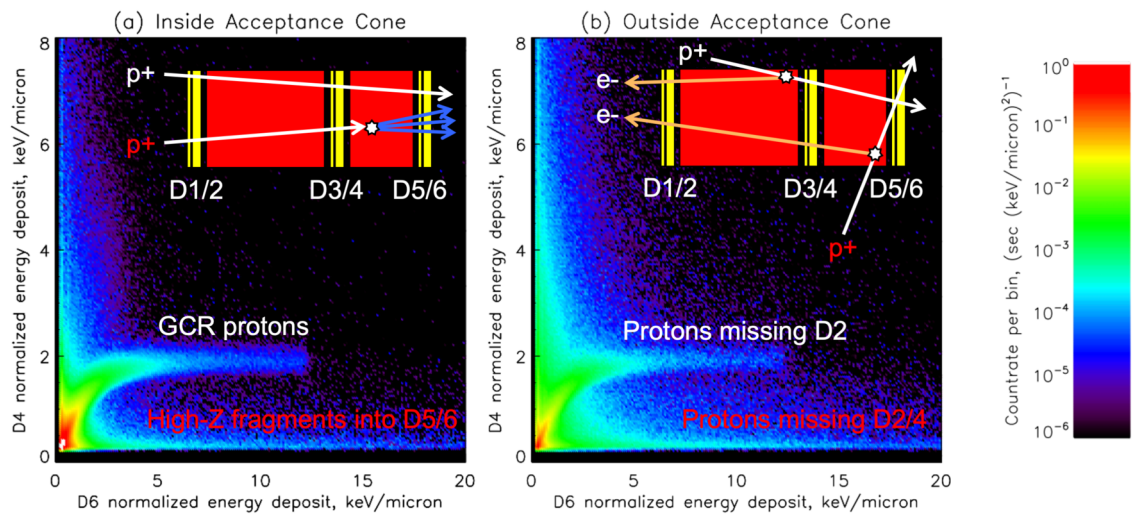 (a) Inside Acceptance Cone
(b) Outside Acceptance Cone
D4 normalized energy deposit, keV/micron
8
6
4
2
0
p+
p+
D1/2
D3/4
D5/6
GCR protons
High-Z fragments into D5/6
0
5
10
15
20
D6 normalized energy deposit, keV/micron
D4 normalized energy deposit, keV/micron
8
6
4
2
0
p+
e-
e-
D1/2
D3/4
D5/6
p+
Protons missing D2
Protons missing D2/4
0
5
10
15
20
D6 normalized energy deposit, keV/micron
Countrate per bin, (sec (keV/micron)²)⁻¹
10⁰
10⁻¹
10⁻²
10⁻³
10⁻⁴
10⁻⁵
10⁻⁶